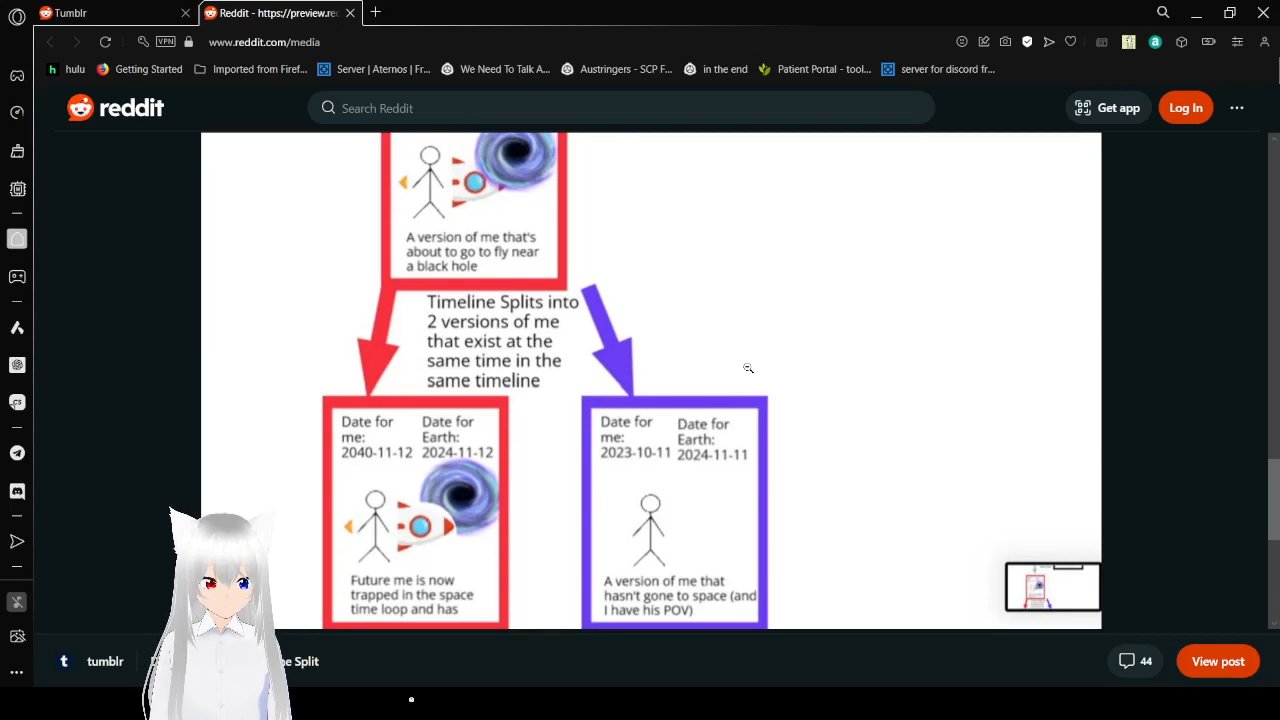 Tumblr
Reddit - https://preview.rec
VPN
www.reddit.com/media
hulu
Getting Started
Imported from Firef...
Server | Aternos | Fr...
We Need To Talk A...
Austringers - SCP F...
in the end
Patient Portal - tool...
server for discord fr...
reddit
Search Reddit
Get app
Log In
A version of me that's
about to go to fly near
a black hole
Timeline Splits into
2 versions of me
that exist at the
same time in the
same timeline
Date for
me:
2040-11-12
Date for
Earth:
2024-11-12
Future me is now
trapped in the space
time loop and has
Date for
me:
2023-10-11
Date for
Earth:
2024-11-11
A version of me that
hasn't gone to space (and
I have his POV)
tumblr
ne Split
44
View post